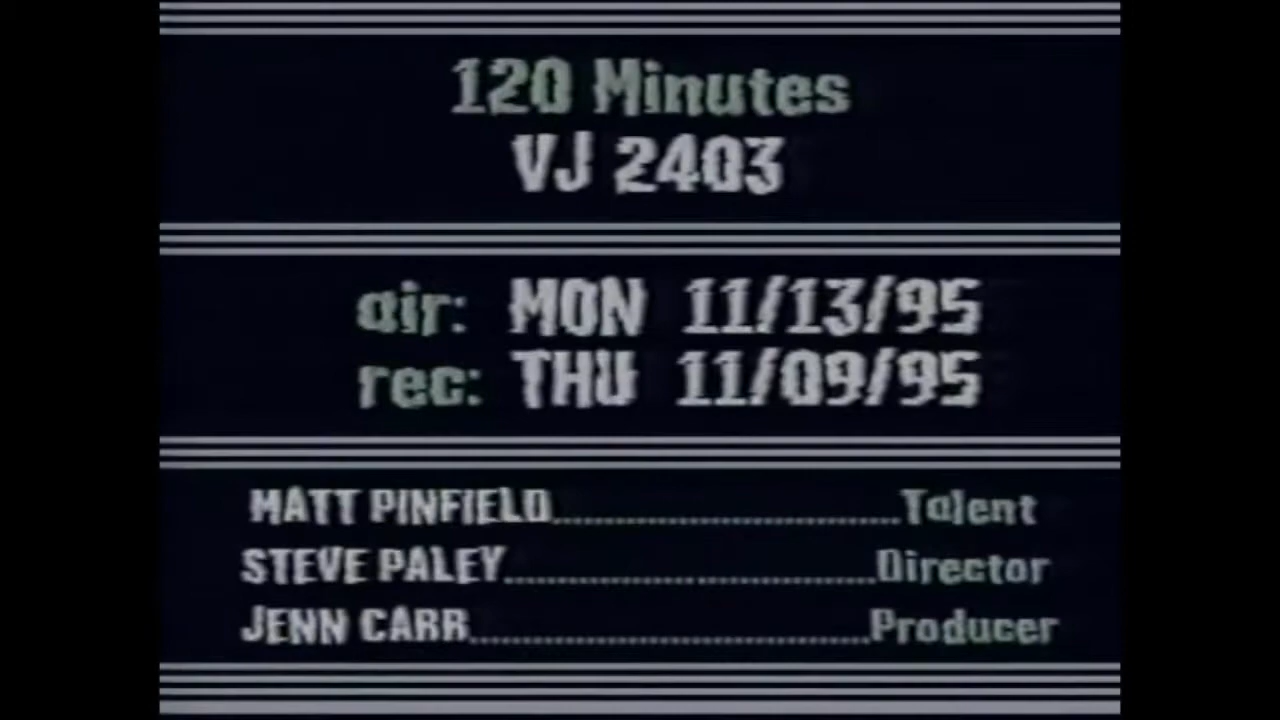 120 Minutes
VJ 2403
air: MON 11/13/95
rec: THU 11/09/95
MATT PINFIELD..............................Talent
STEVE PALEY................................Director
JENN CARR..................................Producer